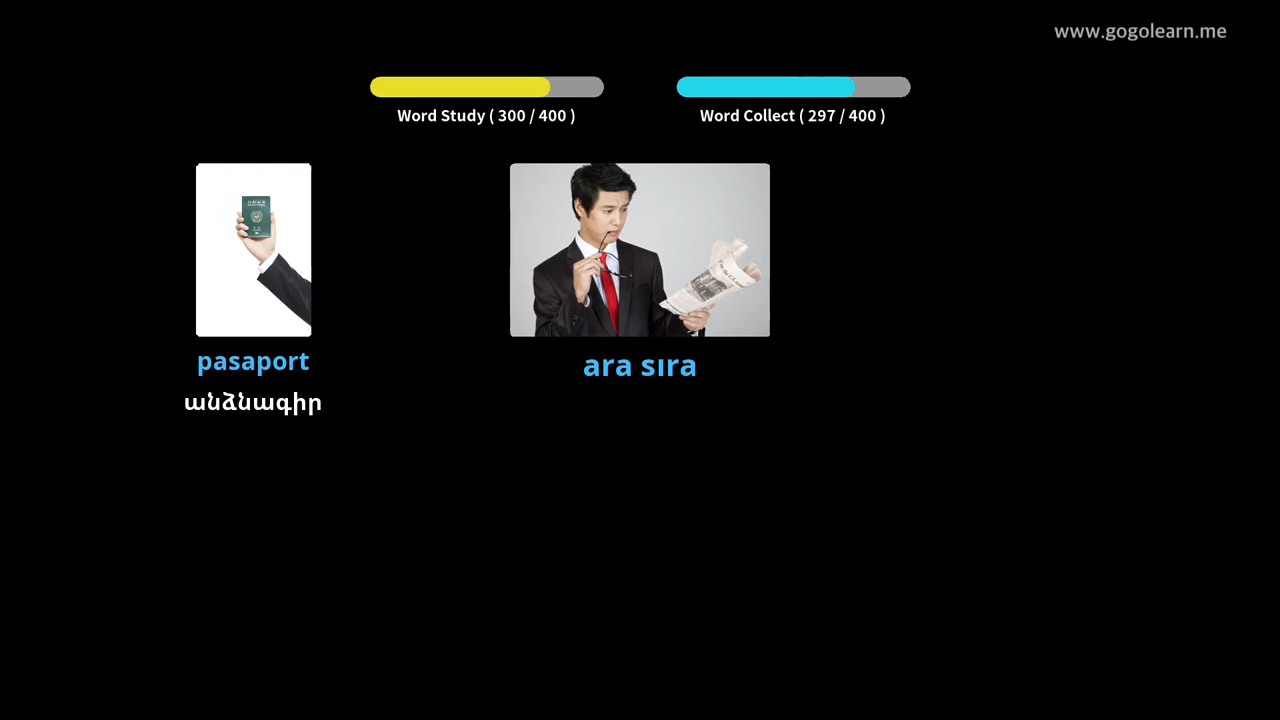 www.gogolearn.me
Word Study ( 300 / 400 )
Word Collect ( 297 / 400 )
pasaport
անձնագիր
ara sıra